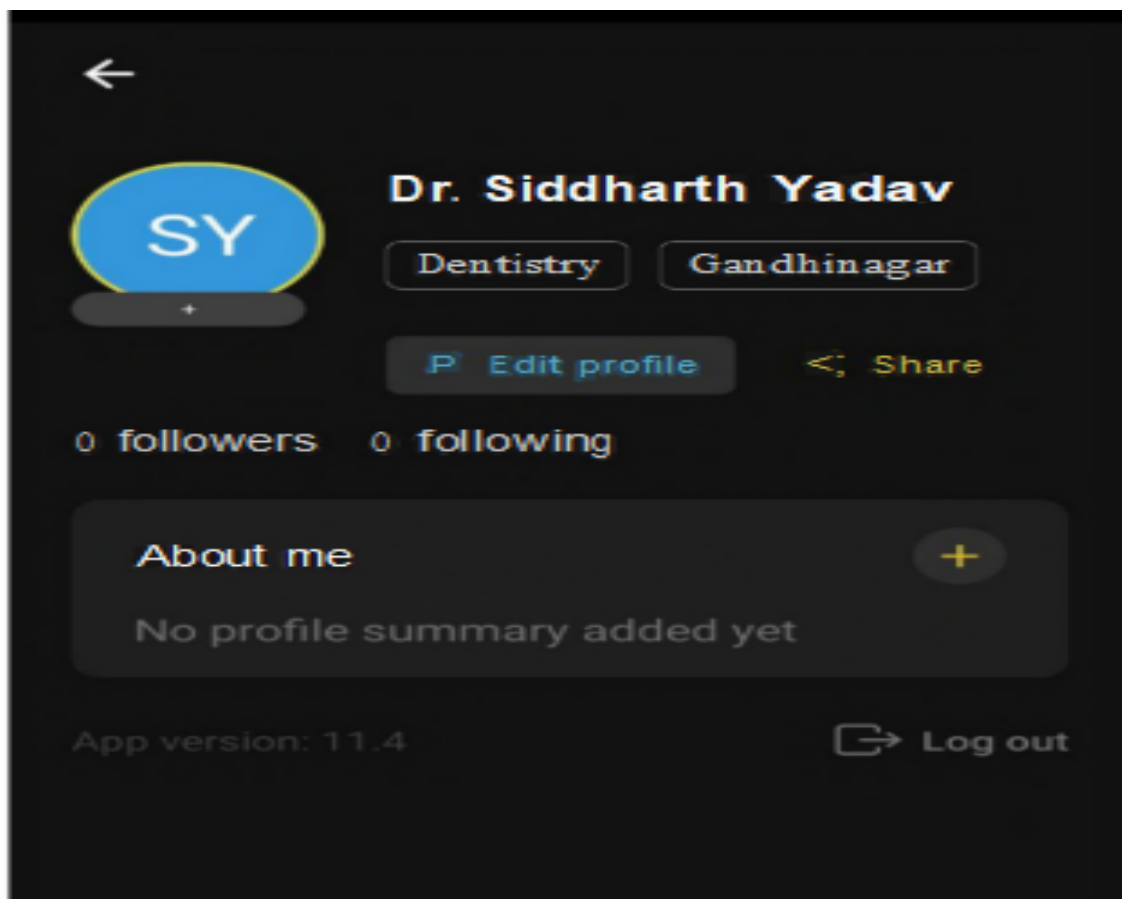 Dr. Siddharth Yadav
SY
Dentistry Gandhinagar
+
Edit profile Share
0 followers 0 following
About me +
No profile summary added yet
App version: 11.4 Log out